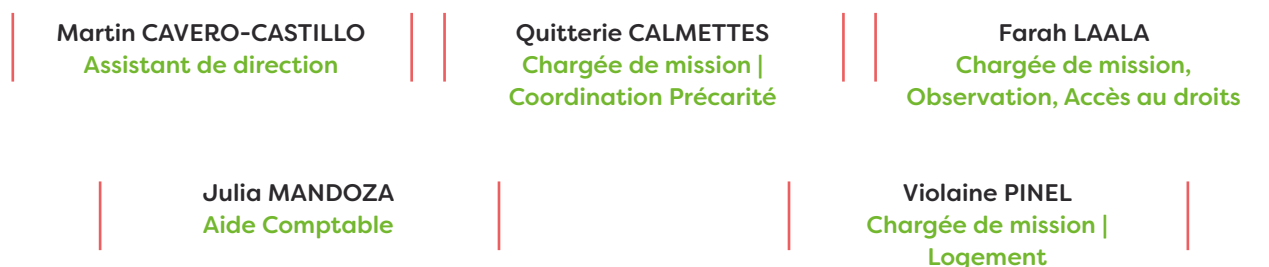 Martin CAVERO-CASTILLO
Assistant de direction
Quitterie CALMETTES
Chargée de mission |
Coordination Précarité
Farah LAALA
Chargée de mission,
Observation, Accès au droits
Julia MANDOZA
Aide Comptable
Violaine PINEL
Chargée de mission |
Logement